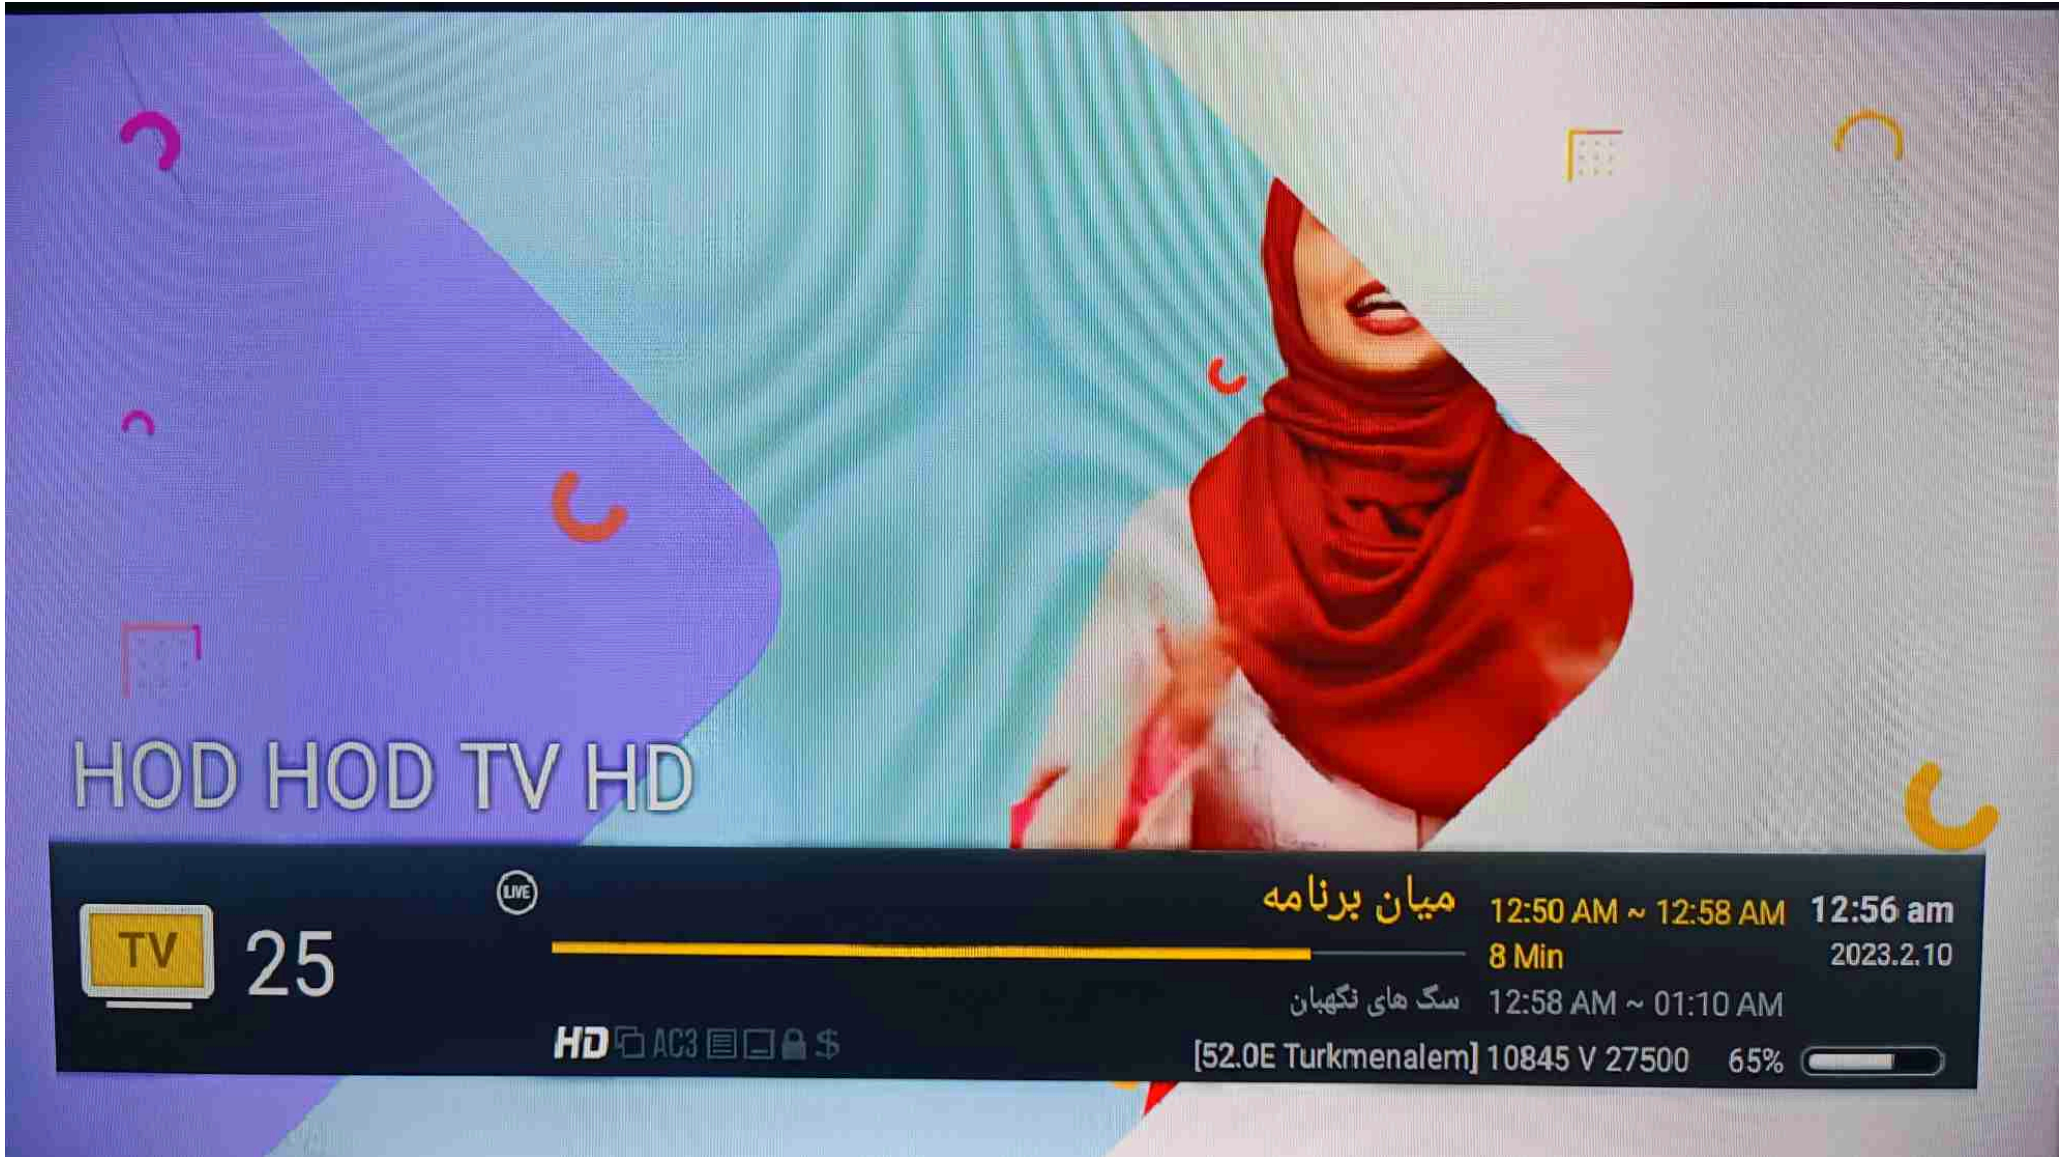 HOD HOD TV HD
TV 25
LIVE
میان برنامه 12:50 AM ~ 12:58 AM 12:56 am
8 Min 2023.2.10
سگ های نگهبان 12:58 AM ~ 01:10 AM
HD AC3 $
[52.0E Turkmenalem] 10845 V 27500 65%